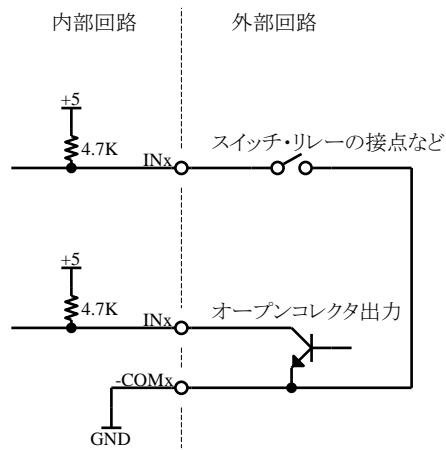 内部回路
外部回路
+5
4.7K
INx
スイッチ・リレーの接点など
+5
4.7K
INx
オープンコレクタ出力
-COMx
GND